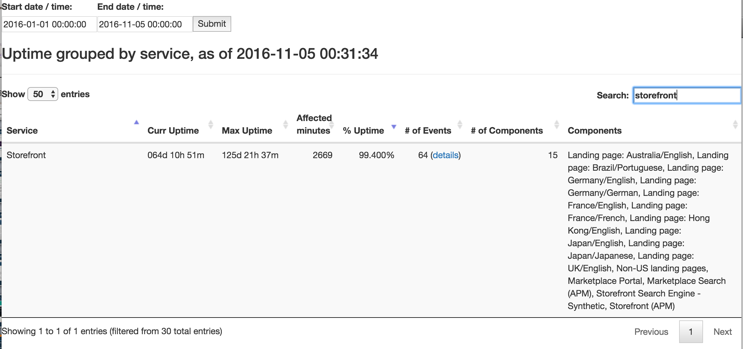 Start date / time: End date / time:
2016-01-01 00:00:00 2016-11-05 00:00:00 Submit
Uptime grouped by service, as of 2016-11-05 00:31:34
Show 50 entries Search: storefront
Service Curr Uptime Max Uptime Affected minutes % Uptime # of Events # of Components Components
Storefront 064d 10h 51m 125d 21h 37m 2669 99.400% 64 (details) 15 Landing page: Australia/English, Landing
page: Brazil/Portuguese, Landing page:
Germany/English, Landing page:
Germany/German, Landing page:
France/English, Landing page:
France/French, Landing page: Hong
Kong/English, Landing page:
Japan/English, Landing page:
Japan/Japanese, Landing page:
UK/English, Non-US landing pages,
Marketplace Portal, Marketplace Search
(APM), Storefront Search Engine -
Synthetic, Storefront (APM)
Showing 1 to 1 of 1 entries (filtered from 30 total entries) Previous 1 Next